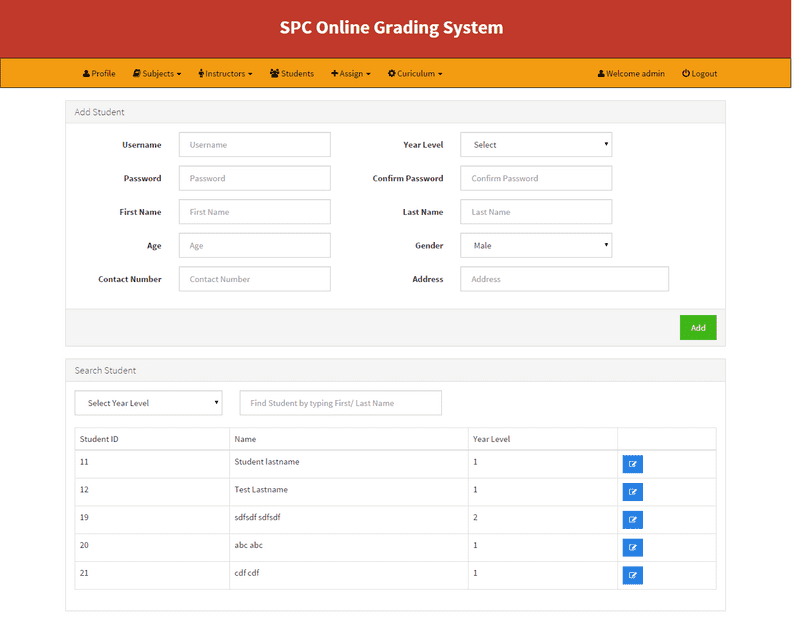 SPC Online Grading System
Profile Subjects Instructors Students Assign Curiculum Welcome admin Logout
Add Student
Username Username Year Level Select
Password Password Confirm Password Confirm Password
First Name First Name Last Name Last Name
Age Age Gender Male
Contact Number Contact Number Address Address
Add
Search Student
Select Year Level Find Student by typing First/ Last Name
Student ID Name Year Level
11 Student lastname 1
12 Test Lastname 1
19 sdfsdf sdfsdf 2
20 abc abc 1
21 cdf cdf 1